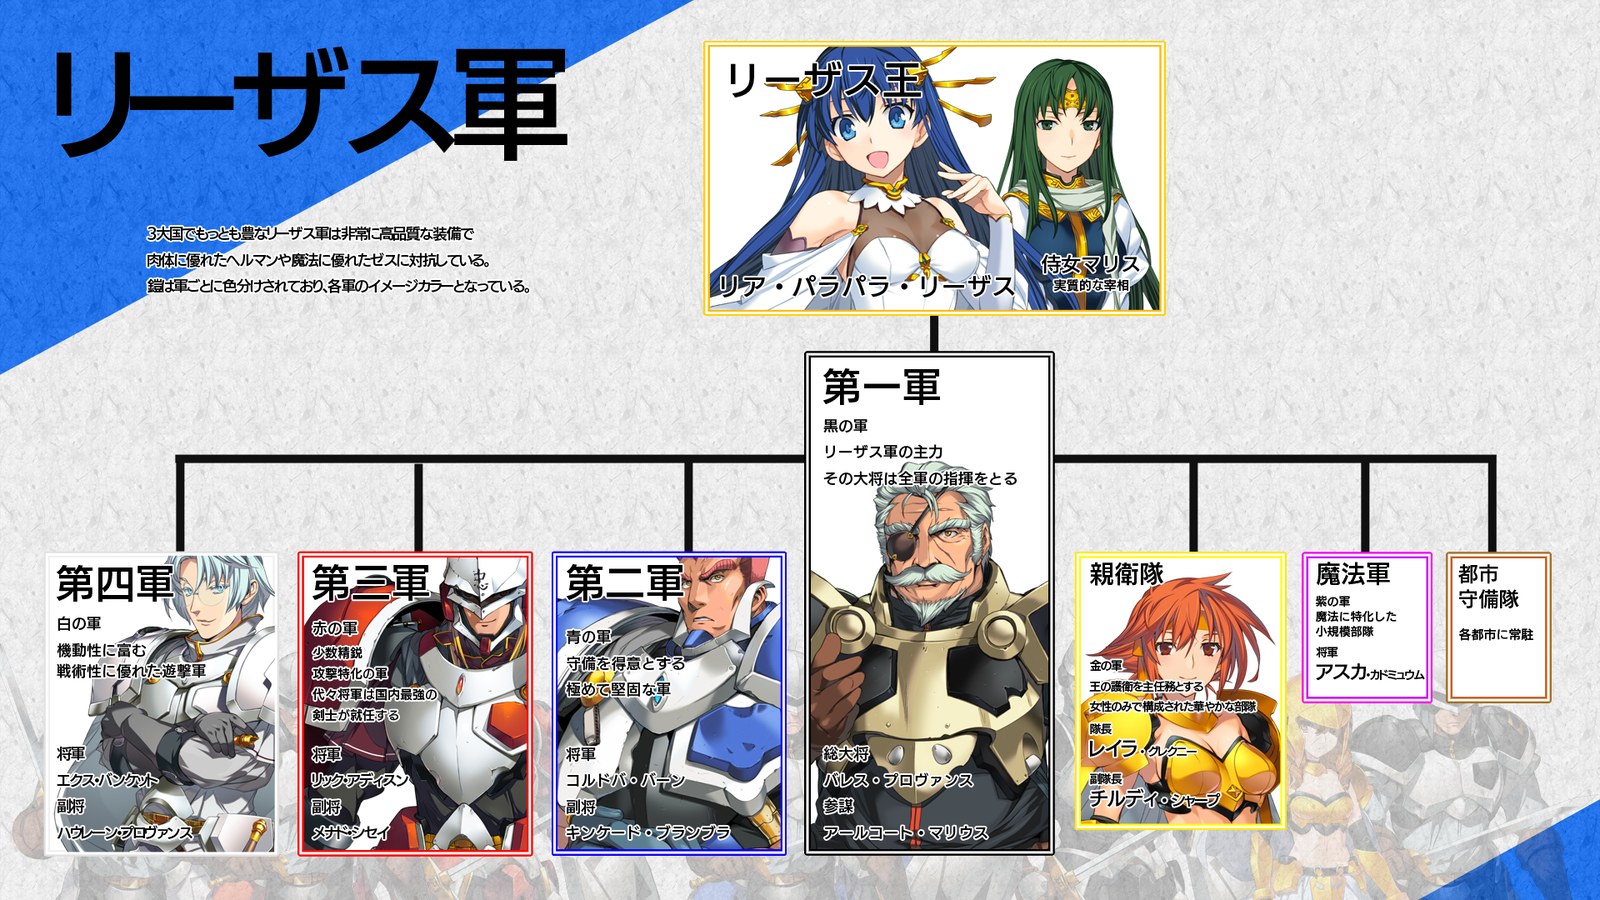 リーザス軍
3大国でもっとも豊なリーザス軍は非常に高品質な装備で
肉体に優れたヘルマンや魔法に優れたゼスに対抗している。
鎧は軍ごとに色分けされており、各軍のイメージカラーとなっている。
リーザス王
リア・パラパラ・リーザス
侍女マリス
実質的な宰相
第一軍
黒の軍
リーザス軍の主力
その大将は全軍の指揮をとる
総大将
バレス・プロヴァンス
参謀
アールコート・マリウス
第四軍
白の軍
機動性に富む
戦術性に優れた遊撃軍
将軍
エクス・バンケット
副将
ハウレーン・プロヴァンス
第三軍
赤の軍
少数精鋭
攻撃特化の軍
代々将軍は国内最強の
剣士が就任する
将軍
リック・アディスン
副将
メナド・シセイ
第二軍
青の軍
守備を得意とする
極めて堅固な軍
将軍
コルドバ・バーン
副将
キンケード・ブランブラ
親衛隊
金の軍
王の護衛を主任務とする
女性のみで構成された華やかな部隊
隊長
レイラ・グレクニー
副隊長
チルディ・シャープ
魔法軍
紫の軍
魔法に特化した
小規模部隊
将軍
アスカ・カドミュウム
都市
守備隊
各都市に常駐